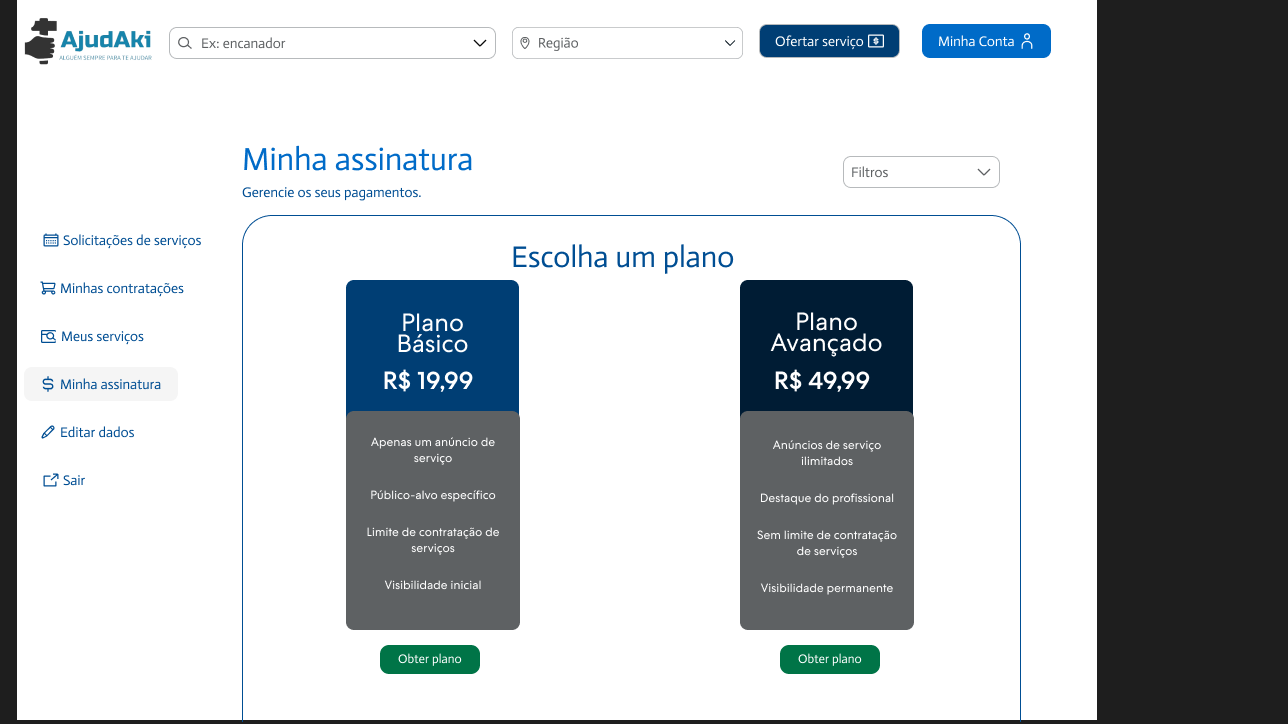 AjudAki
ALGUÉM SEMPRE PARA TE AJUDAR
Ex: encanador
Região
Ofertar serviço
Minha Conta
Minha assinatura
Gerencie os seus pagamentos.
Filtros
Solicitações de serviços
Minhas contratações
Meus serviços
Minha assinatura
Editar dados
Sair
Escolha um plano
Plano
Básico
R$ 19,99
Apenas um anúncio de
serviço
Público-alvo específico
Limite de contratação de
serviços
Visibilidade inicial
Obter plano
Plano
Avançado
R$ 49,99
Anúncios de serviço
ilimitados
Destaque do profissional
Sem limite de contratação
de serviços
Visibilidade permanente
Obter plano